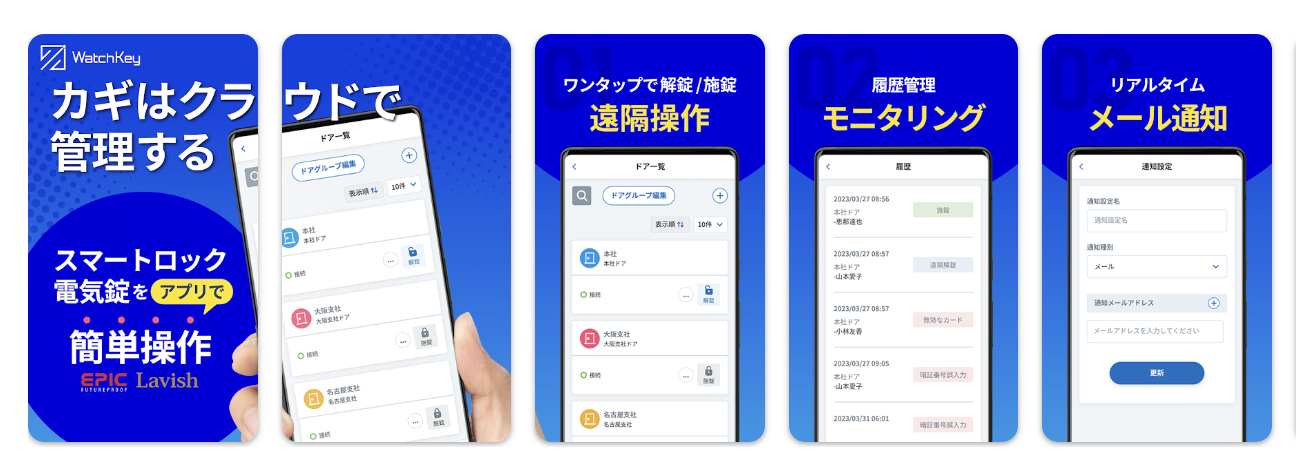 WatchKey
カギはクラウドで
管理する
スマートロック
電気錠をアプリで
簡単操作
EPIC Lavish
FUTUREPROOF
ドア一覧
ドアグループ編集
表示順
10件
本社
本社ドア
接続
...
解錠
大阪支社
大阪支社ドア
接続
...
施錠
名古屋支社
名古屋支社
接続
...
施錠
01
ワンタップで解錠/施錠
遠隔操作
ドア一覧
ドアグループ編集
表示順
10件
本社
本社ドア
接続
...
解錠
大阪支社
大阪支社ドア
接続
...
施錠
名古屋支社
名古屋支社
02
履歴管理
モニタリング
履歴
2023/03/27 08:56
本社ドア
-恵那達也
施錠
2023/03/27 08:57
本社ドア
-山本愛子
遠隔解錠
2023/03/27 08:57
本社ドア
-小林友香
無効なカード
2023/03/27 09:05
本社ドア
-山本愛子
暗証番号誤入力
2023/03/31 06:01
暗証番号誤入力
03
リアルタイム
メール通知
通知設定
通知設定名
通知設定名
通知種別
メール
通知メールアドレス
メールアドレスを入力してください
更新